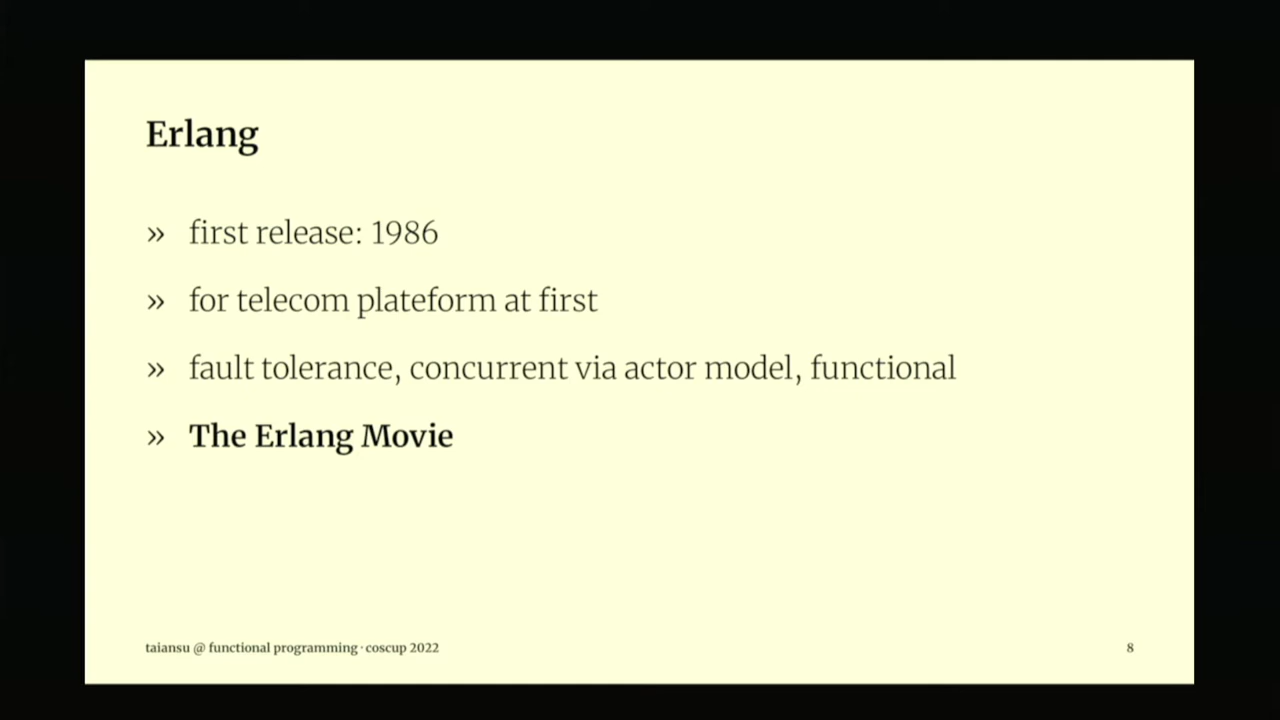 Erlang
» first release: 1986
» for telecom plateform at first
» fault tolerance, concurrent via actor model, functional
» The Erlang Movie
taiansu @ functional programming · coscup 2022
8